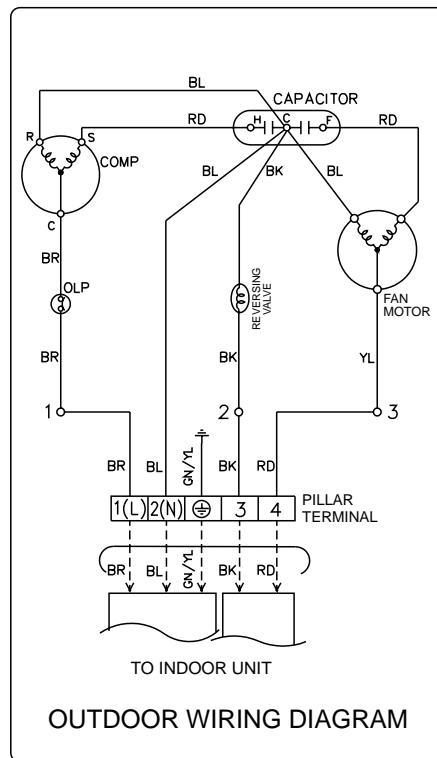 BL
CAPACITOR
R
S
RD
H
C
F
RD
COMP
BL
BK
BL
C
BR
OLP
REVERSING
VALVE
FAN
MOTOR
BR
BK
YL
1
2
3
BR
BL
GN/YL
BK
RD
1(L)
2(N)
3
4
PILLAR
TERMINAL
BR
BL
GN/YL
BK
RD
TO INDOOR UNIT
OUTDOOR WIRING DIAGRAM